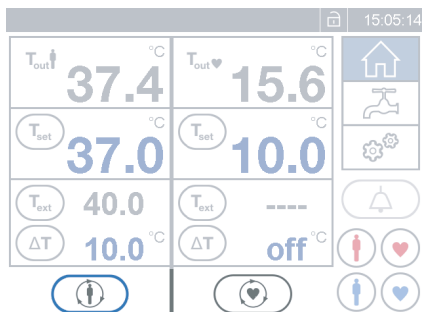 15:05:14
Tout °C 37.4
Tout °C 15.6
Tset °C 37.0
Tset °C 10.0
Text 40.0
Text ----
ΔT 10.0 °C
ΔT off °C